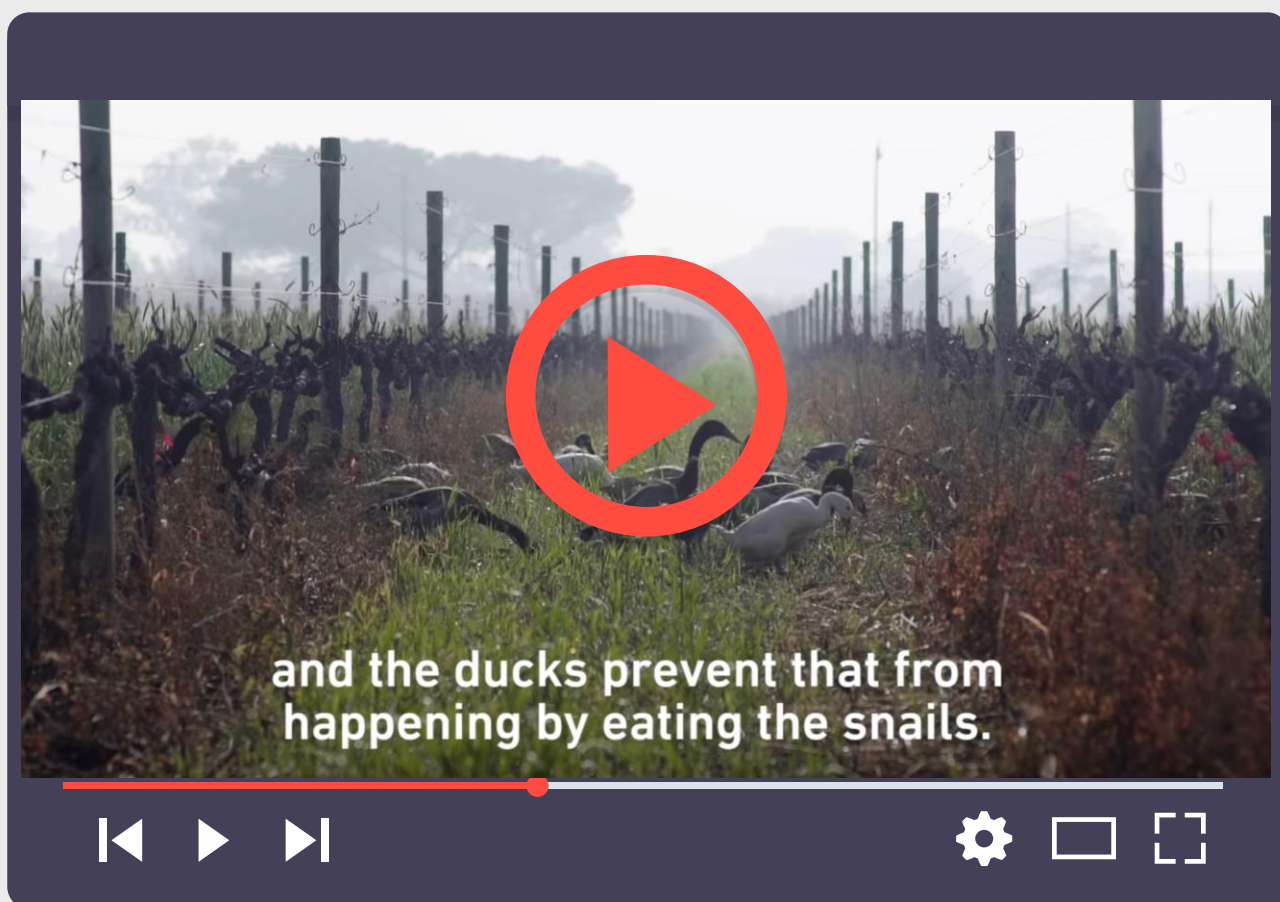 and the ducks prevent that from
happening by eating the snails.